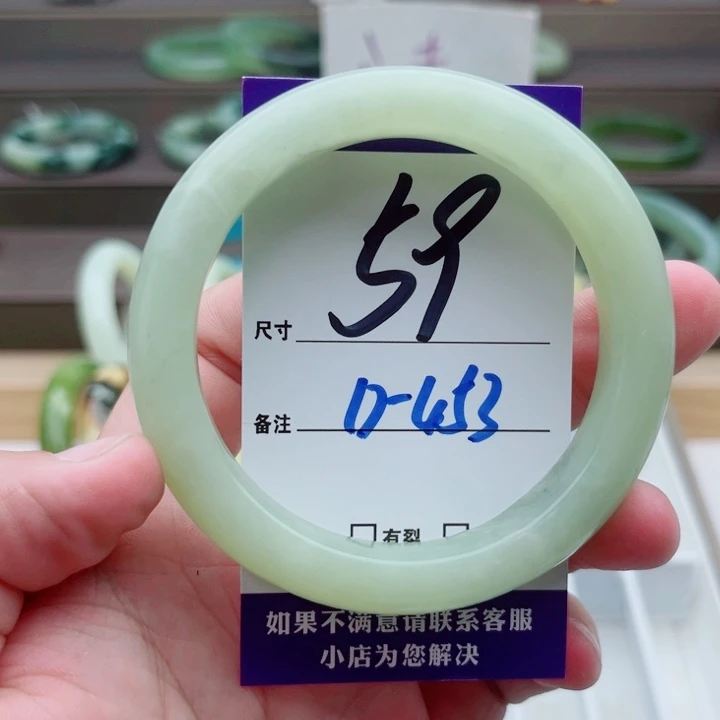 尺寸 59
备注 D-453
有裂
如果不满意请联系客服
小店为您解决